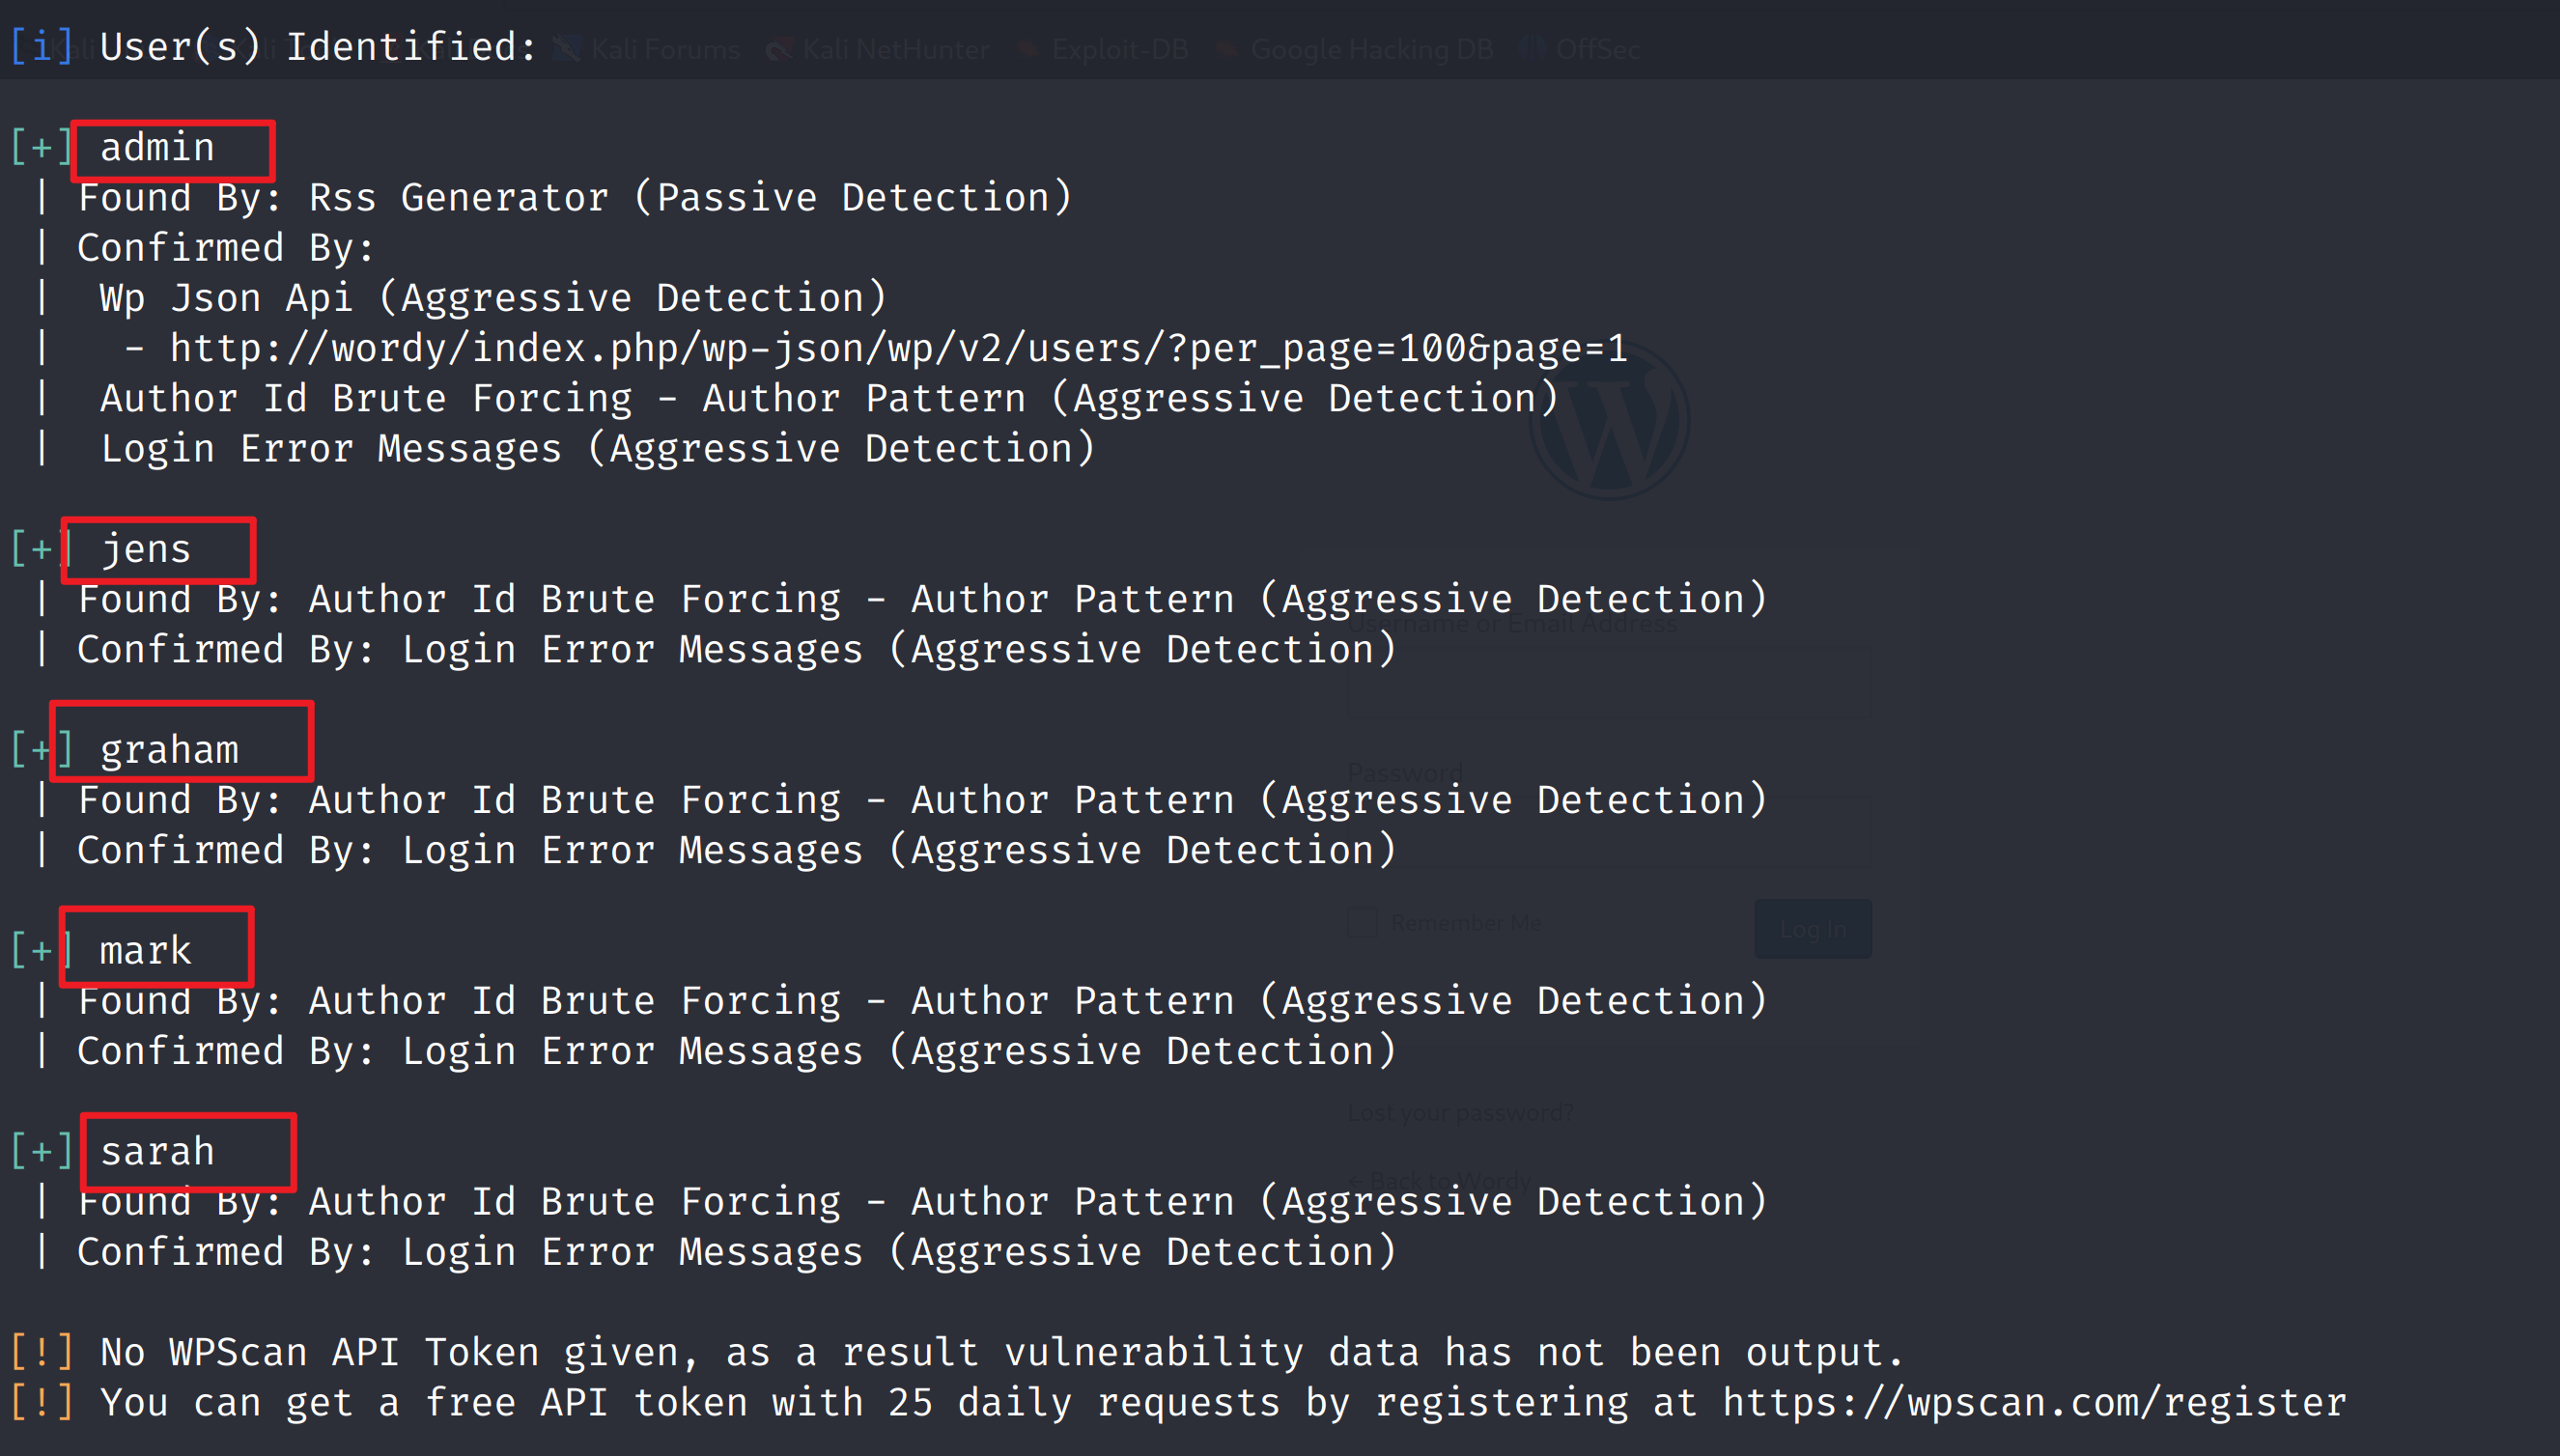 [i] User(s) Identified:
Kali Forums Kali NetHunter Exploit-DB Google Hacking DB OffSec
[+] admin
| Found By: Rss Generator (Passive Detection)
| Confirmed By:
| Wp Json Api (Aggressive Detection)
| - http://wordy/index.php/wp-json/wp/v2/users/?per_page=100&page=1
| Author Id Brute Forcing - Author Pattern (Aggressive Detection)
| Login Error Messages (Aggressive Detection)
[+] jens
| Found By: Author Id Brute Forcing - Author Pattern (Aggressive Detection)
Username or Email Address
| Confirmed By: Login Error Messages (Aggressive Detection)
[+] graham
Password
| Found By: Author Id Brute Forcing - Author Pattern (Aggressive Detection)
| Confirmed By: Login Error Messages (Aggressive Detection)
Remember Me
Log In
[+] mark
| Found By: Author Id Brute Forcing - Author Pattern (Aggressive Detection)
| Confirmed By: Login Error Messages (Aggressive Detection)
Lost your password?
[+] sarah
← Back to Wordy
| Found By: Author Id Brute Forcing - Author Pattern (Aggressive Detection)
| Confirmed By: Login Error Messages (Aggressive Detection)
[!] No WPScan API Token given, as a result vulnerability data has not been output.
[!] You can get a free API token with 25 daily requests by registering at https://wpscan.com/register